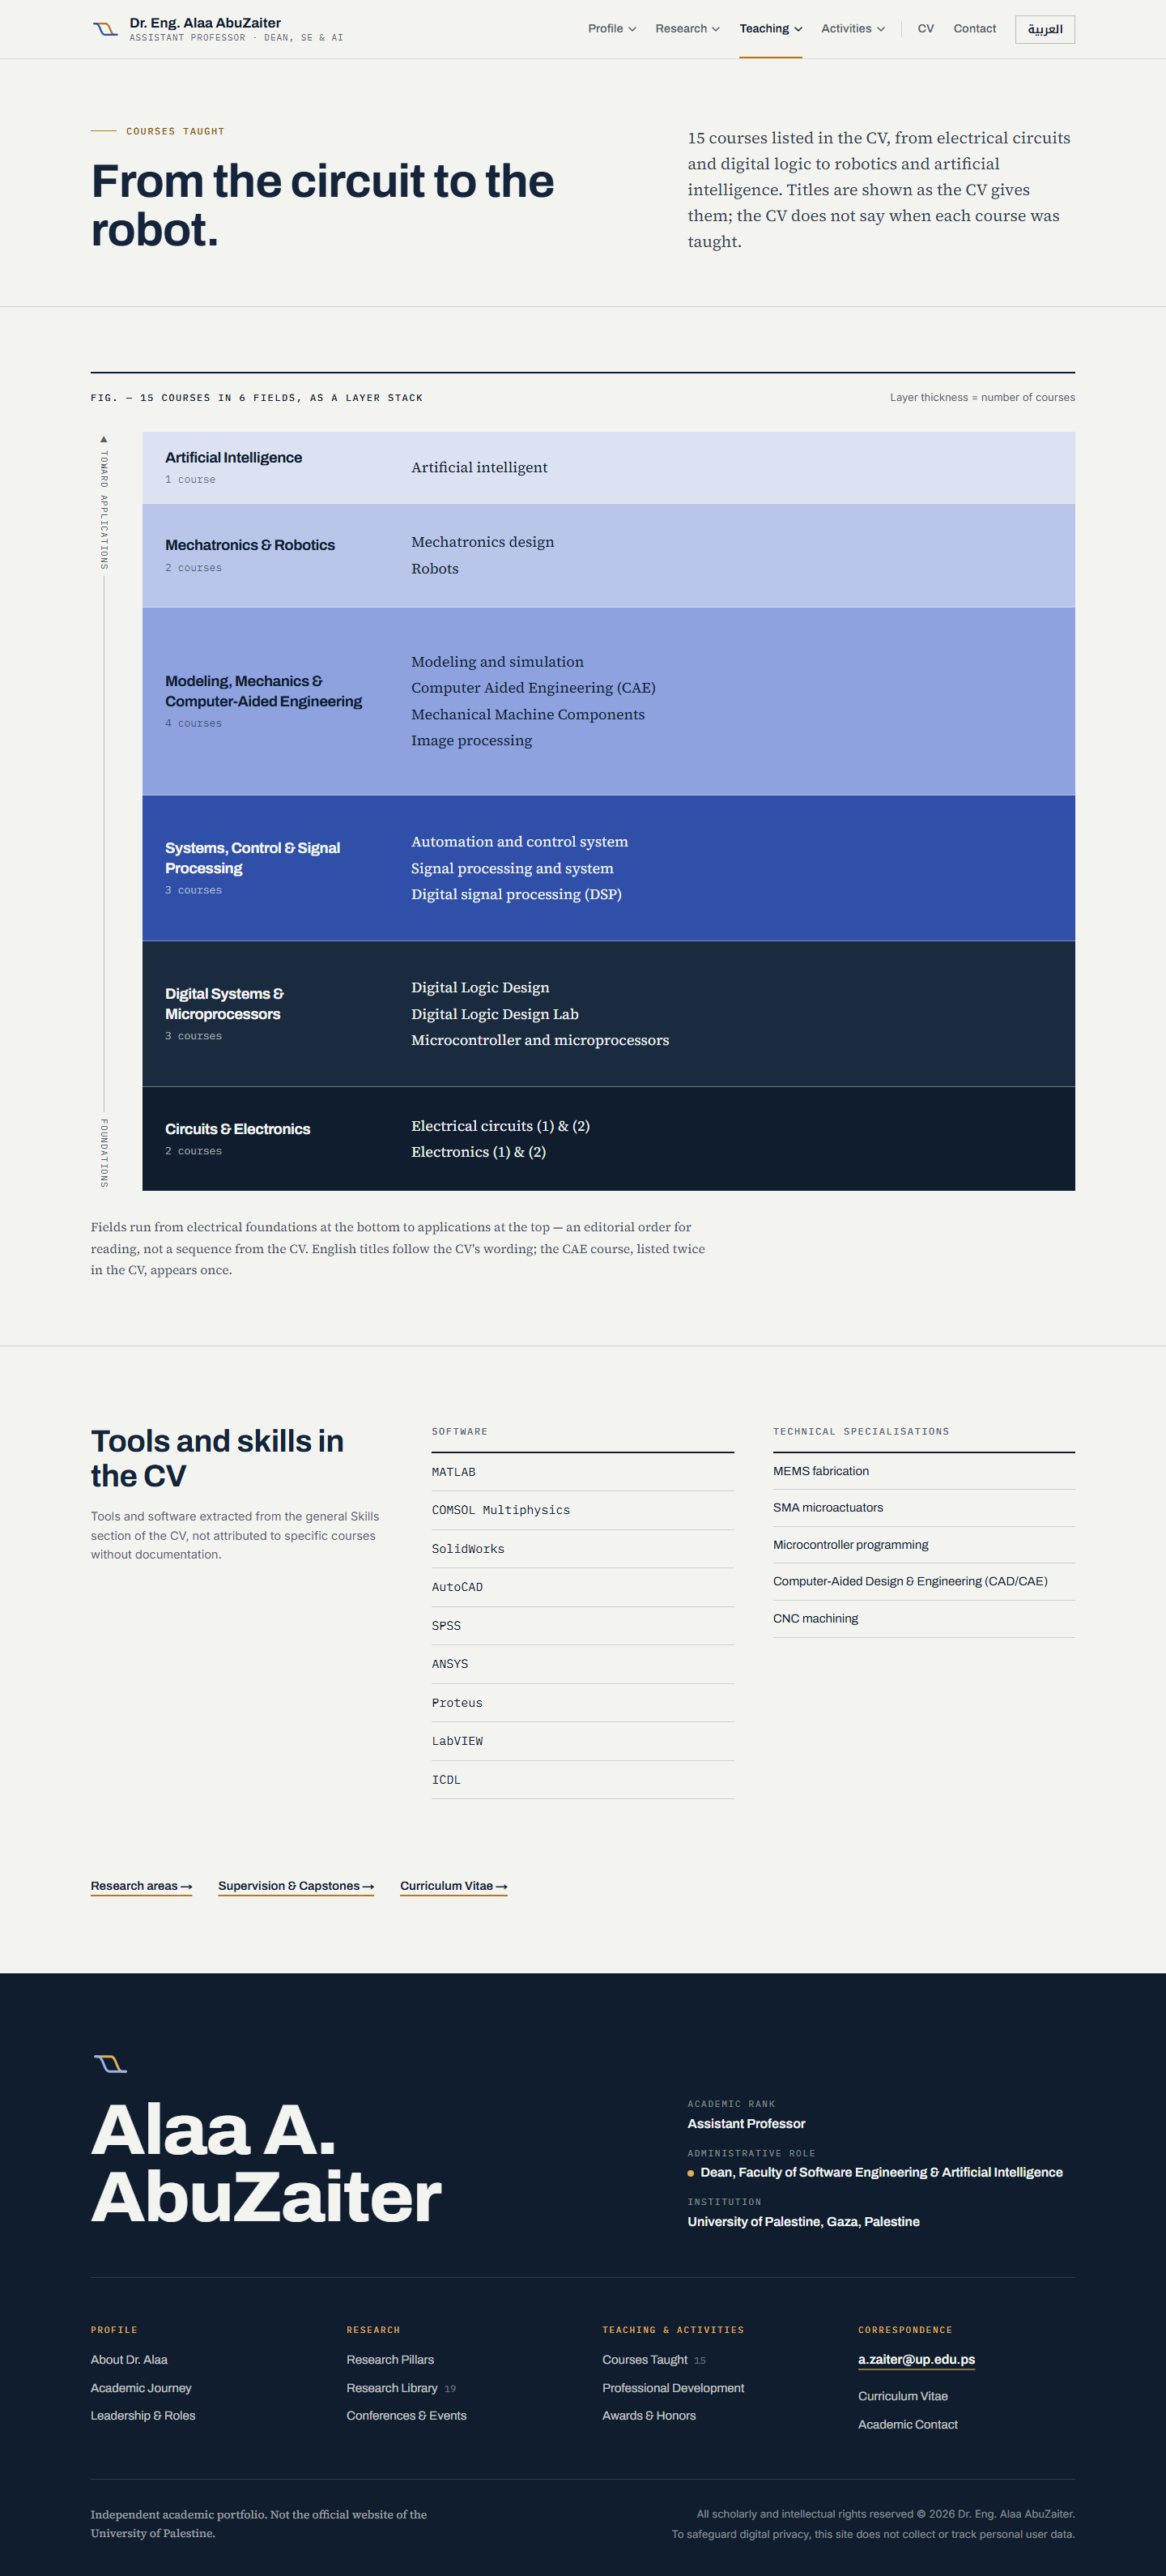 Dr. Eng. Alaa AbuZaiter
ASSISTANT PROFESSOR · DEAN, SE & AI
Profile
Research
Teaching
Activities
CV
Contact
العربية
COURSES TAUGHT
From the circuit to the
robot.
15 courses listed in the CV, from electrical circuits
and digital logic to robotics and artificial
intelligence. Titles are shown as the CV gives
them; the CV does not say when each course was
taught.
FIG. — 15 COURSES IN 6 FIELDS, AS A LAYER STACK
Layer thickness = number of courses
▲ TOWARD APPLICATIONS
FOUNDATIONS
Artificial Intelligence
1 course
Artificial intelligent
Mechatronics & Robotics
2 courses
Mechatronics design
Robots
Modeling, Mechanics &
Computer-Aided Engineering
4 courses
Modeling and simulation
Computer Aided Engineering (CAE)
Mechanical Machine Components
Image processing
Systems, Control & Signal
Processing
3 courses
Automation and control system
Signal processing and system
Digital signal processing (DSP)
Digital Systems &
Microprocessors
3 courses
Digital Logic Design
Digital Logic Design Lab
Microcontroller and microprocessors
Circuits & Electronics
2 courses
Electrical circuits (1) & (2)
Electronics (1) & (2)
Fields run from electrical foundations at the bottom to applications at the top — an editorial order for
reading, not a sequence from the CV. English titles follow the CV's wording; the CAE course, listed twice
in the CV, appears once.
Tools and skills in
the CV
Tools and software extracted from the general Skills
section of the CV, not attributed to specific courses
without documentation.
SOFTWARE
MATLAB
COMSOL Multiphysics
SolidWorks
AutoCAD
SPSS
ANSYS
Proteus
LabVIEW
ICDL
TECHNICAL SPECIALISATIONS
MEMS fabrication
SMA microactuators
Microcontroller programming
Computer-Aided Design & Engineering (CAD/CAE)
CNC machining
Research areas →
Supervision & Capstones →
Curriculum Vitae →
Alaa A.
AbuZaiter
ACADEMIC RANK
Assistant Professor
ADMINISTRATIVE ROLE
Dean, Faculty of Software Engineering & Artificial Intelligence
INSTITUTION
University of Palestine, Gaza, Palestine
PROFILE
About Dr. Alaa
Academic Journey
Leadership & Roles
RESEARCH
Research Pillars
Research Library 19
Conferences & Events
TEACHING & ACTIVITIES
Courses Taught 15
Professional Development
Awards & Honors
CORRESPONDENCE
a.zaiter@up.edu.ps
Curriculum Vitae
Academic Contact
Independent academic portfolio. Not the official website of the
University of Palestine.
All scholarly and intellectual rights reserved © 2026 Dr. Eng. Alaa AbuZaiter.
To safeguard digital privacy, this site does not collect or track personal user data.